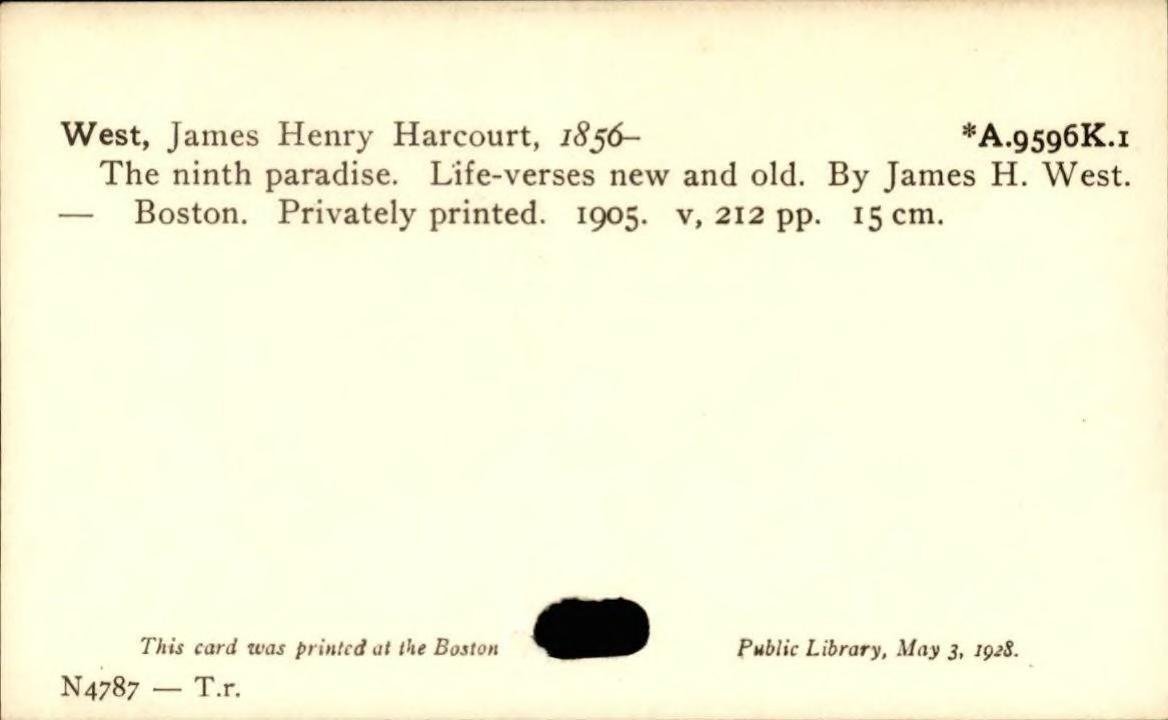 West, James Henry Harcourt, 1856– *A.9596K.1
The ninth paradise. Life-verses new and old. By James H. West.
— Boston. Privately printed. 1905. v, 212 pp. 15 cm.
This card was printed at the Boston Public Library, May 3, 1928.
N4787 — T.r.